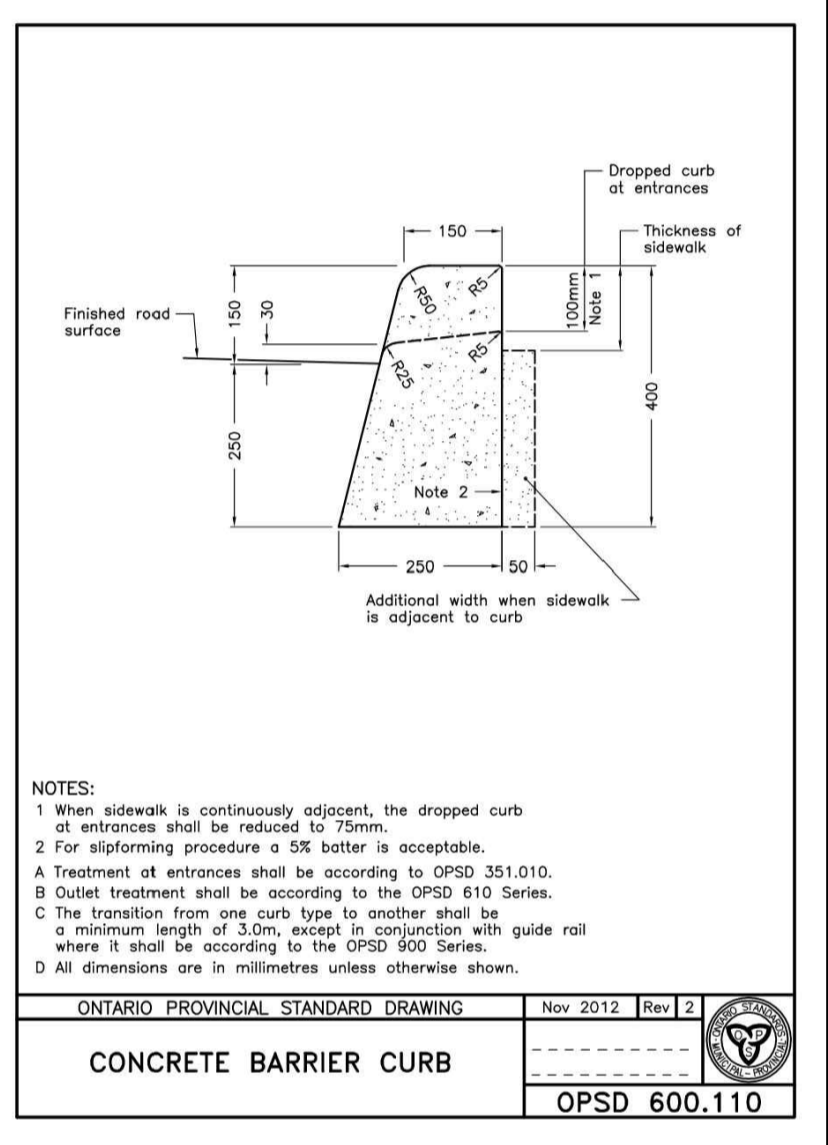 Dropped curb
at entrances
150
Thickness of
sidewalk
R50
R5
100mm
Note 1
Finished road
surface
150
30
R5
R25
400
250
Note 2
250
50
Additional width when sidewalk
is adjacent to curb
NOTES:
1 When sidewalk is continuously adjacent, the dropped curb
at entrances shall be reduced to 75mm.
2 For slipforming procedure a 5% batter is acceptable.
A Treatment at entrances shall be according to OPSD 351.010.
B Outlet treatment shall be according to the OPSD 610 Series.
C The transition from one curb type to another shall be
a minimum length of 3.0m, except in conjunction with guide rail
where it shall be according to the OPSD 900 Series.
D All dimensions are in millimetres unless otherwise shown.
ONTARIO PROVINCIAL STANDARD DRAWING
Nov 2012 Rev 2
CONCRETE BARRIER CURB
ONTARIO STANDARDS
MUNICIPAL - PROVINCIAL
O P
S
OPSD 600.110